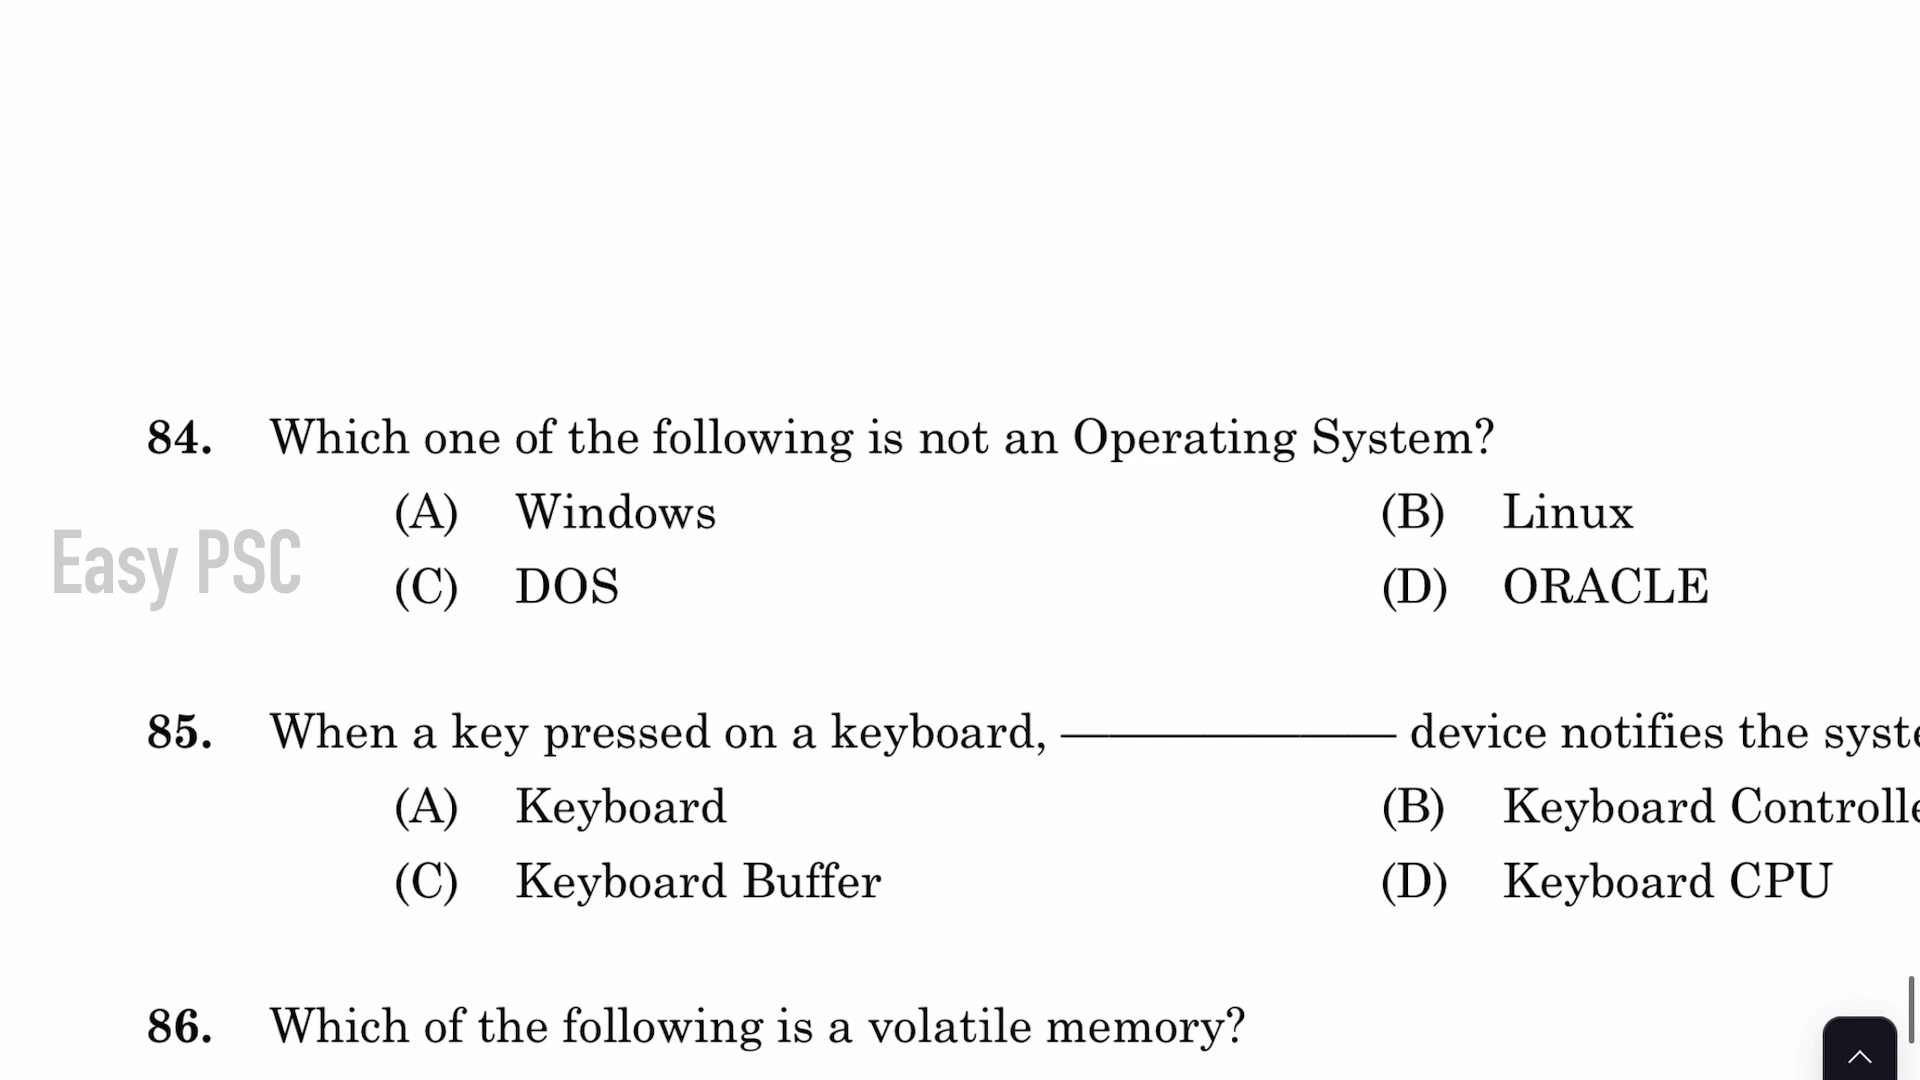 84. Which one of the following is not an Operating System?
(A) Windows (B) Linux
Easy PSC
(C) DOS (D) ORACLE
85. When a key pressed on a keyboard, ———— device notifies the
(A) Keyboard (B) Keyboard
(C) Keyboard Buffer (D) Keyboard CPU
86. Which of the following is a volatile memory?